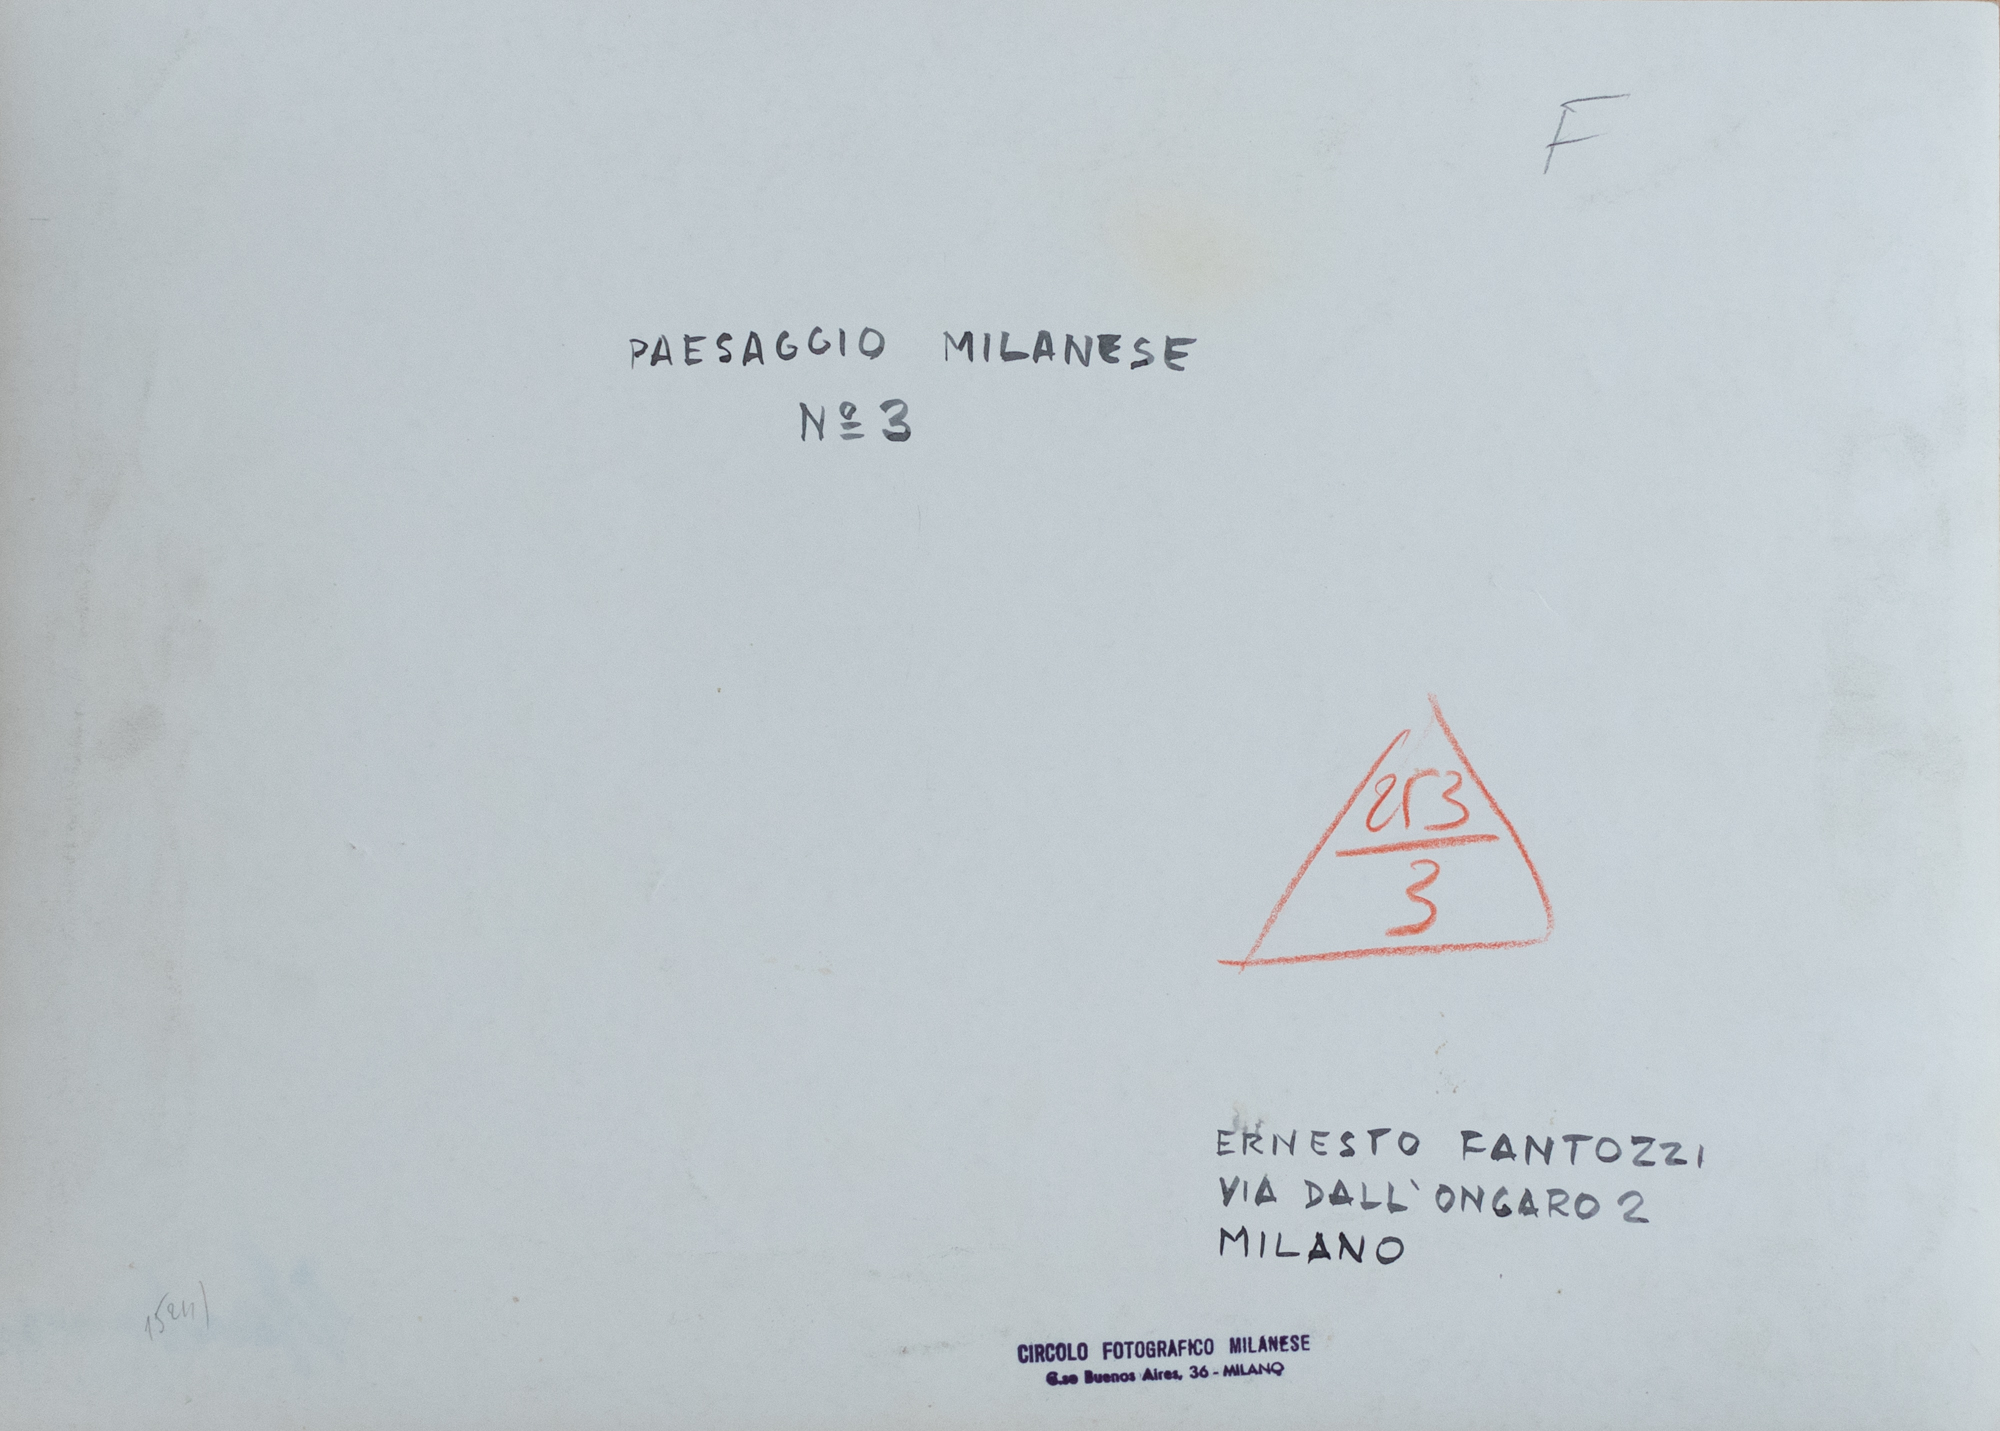 F
PAESAGGIO MILANESE
Nº 3
3
ERNESTO FANTOZZI
VIA DALL'ONGARO 2
MILANO
CIRCOLO FOTOGRAFICO MILANESE
C.so Buenos Aires, 36 - MILANO